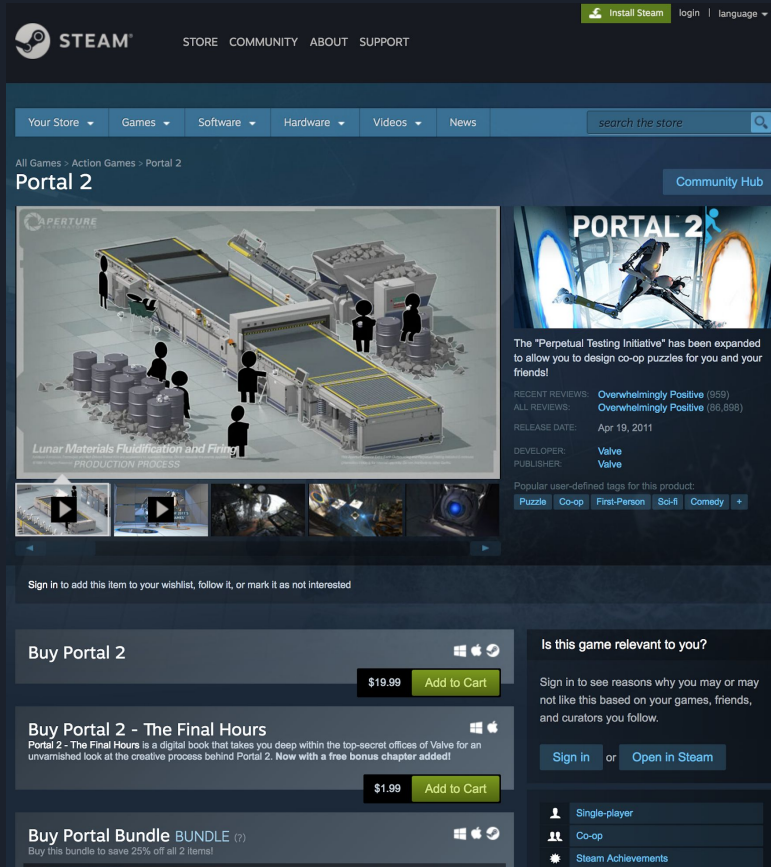 Install Steam login | language
STEAM®
STORE COMMUNITY ABOUT SUPPORT
Your Store Games Software Hardware Videos News search the store
All Games > Action Games > Portal 2
Portal 2
Community Hub
APERTURE
Lunar Materials Fluidification and Firing
PRODUCTION PROCESS
PORTAL 2
The "Perpetual Testing Initiative" has been expanded
to allow you to design co-op puzzles for you and your
friends!
RECENT REVIEWS: Overwhelmingly Positive (959)
ALL REVIEWS: Overwhelmingly Positive (86,898)
RELEASE DATE: Apr 19, 2011
DEVELOPER: Valve
PUBLISHER: Valve
Popular user-defined tags for this product:
Puzzle Co-op First-Person Sci-fi Comedy +
Sign in to add this item to your wishlist, follow it, or mark it as not interested
Buy Portal 2
$19.99 Add to Cart
Buy Portal 2 - The Final Hours
Portal 2 - The Final Hours is a digital book that takes you deep within the top-secret offices of Valve for an
unvarnished look at the creative process behind Portal 2. Now with a free bonus chapter added!
$1.99 Add to Cart
Buy Portal Bundle BUNDLE (?)
Buy this bundle to save 25% off all 2 items!
Is this game relevant to you?
Sign in to see reasons why you may or may
not like this based on your games, friends,
and curators you follow.
Sign in or Open in Steam
Single-player
Co-op
Steam Achievements